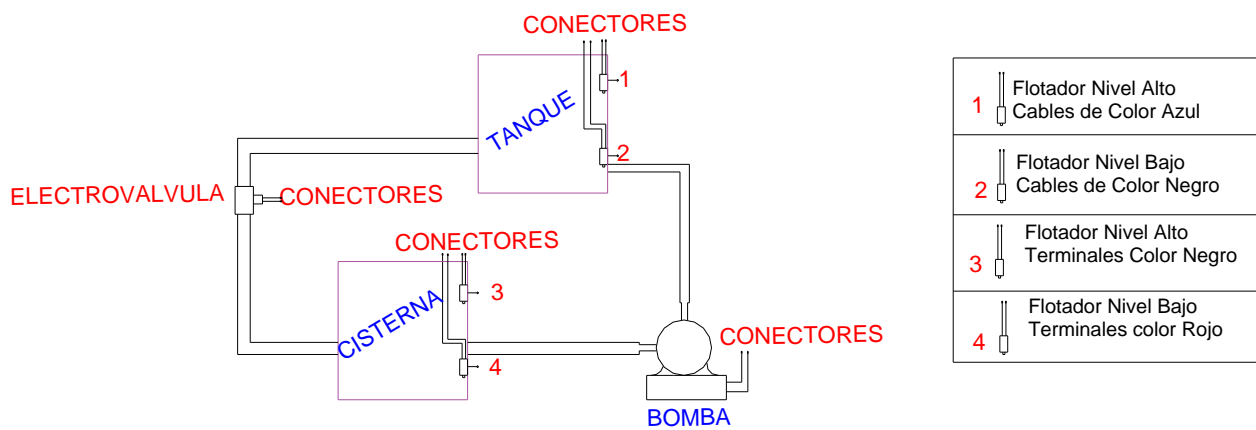 CONECTORES
1
TANQUE
2
ELECTROVALVULA
CONECTORES
CONECTORES
3
CISTERNA
4
CONECTORES
BOMBA
1
Flotador Nivel Alto
Cables de Color Azul
2
Flotador Nivel Bajo
Cables de Color Negro
3
Flotador Nivel Alto
Terminales Color Negro
4
Flotador Nivel Bajo
Terminales color Rojo